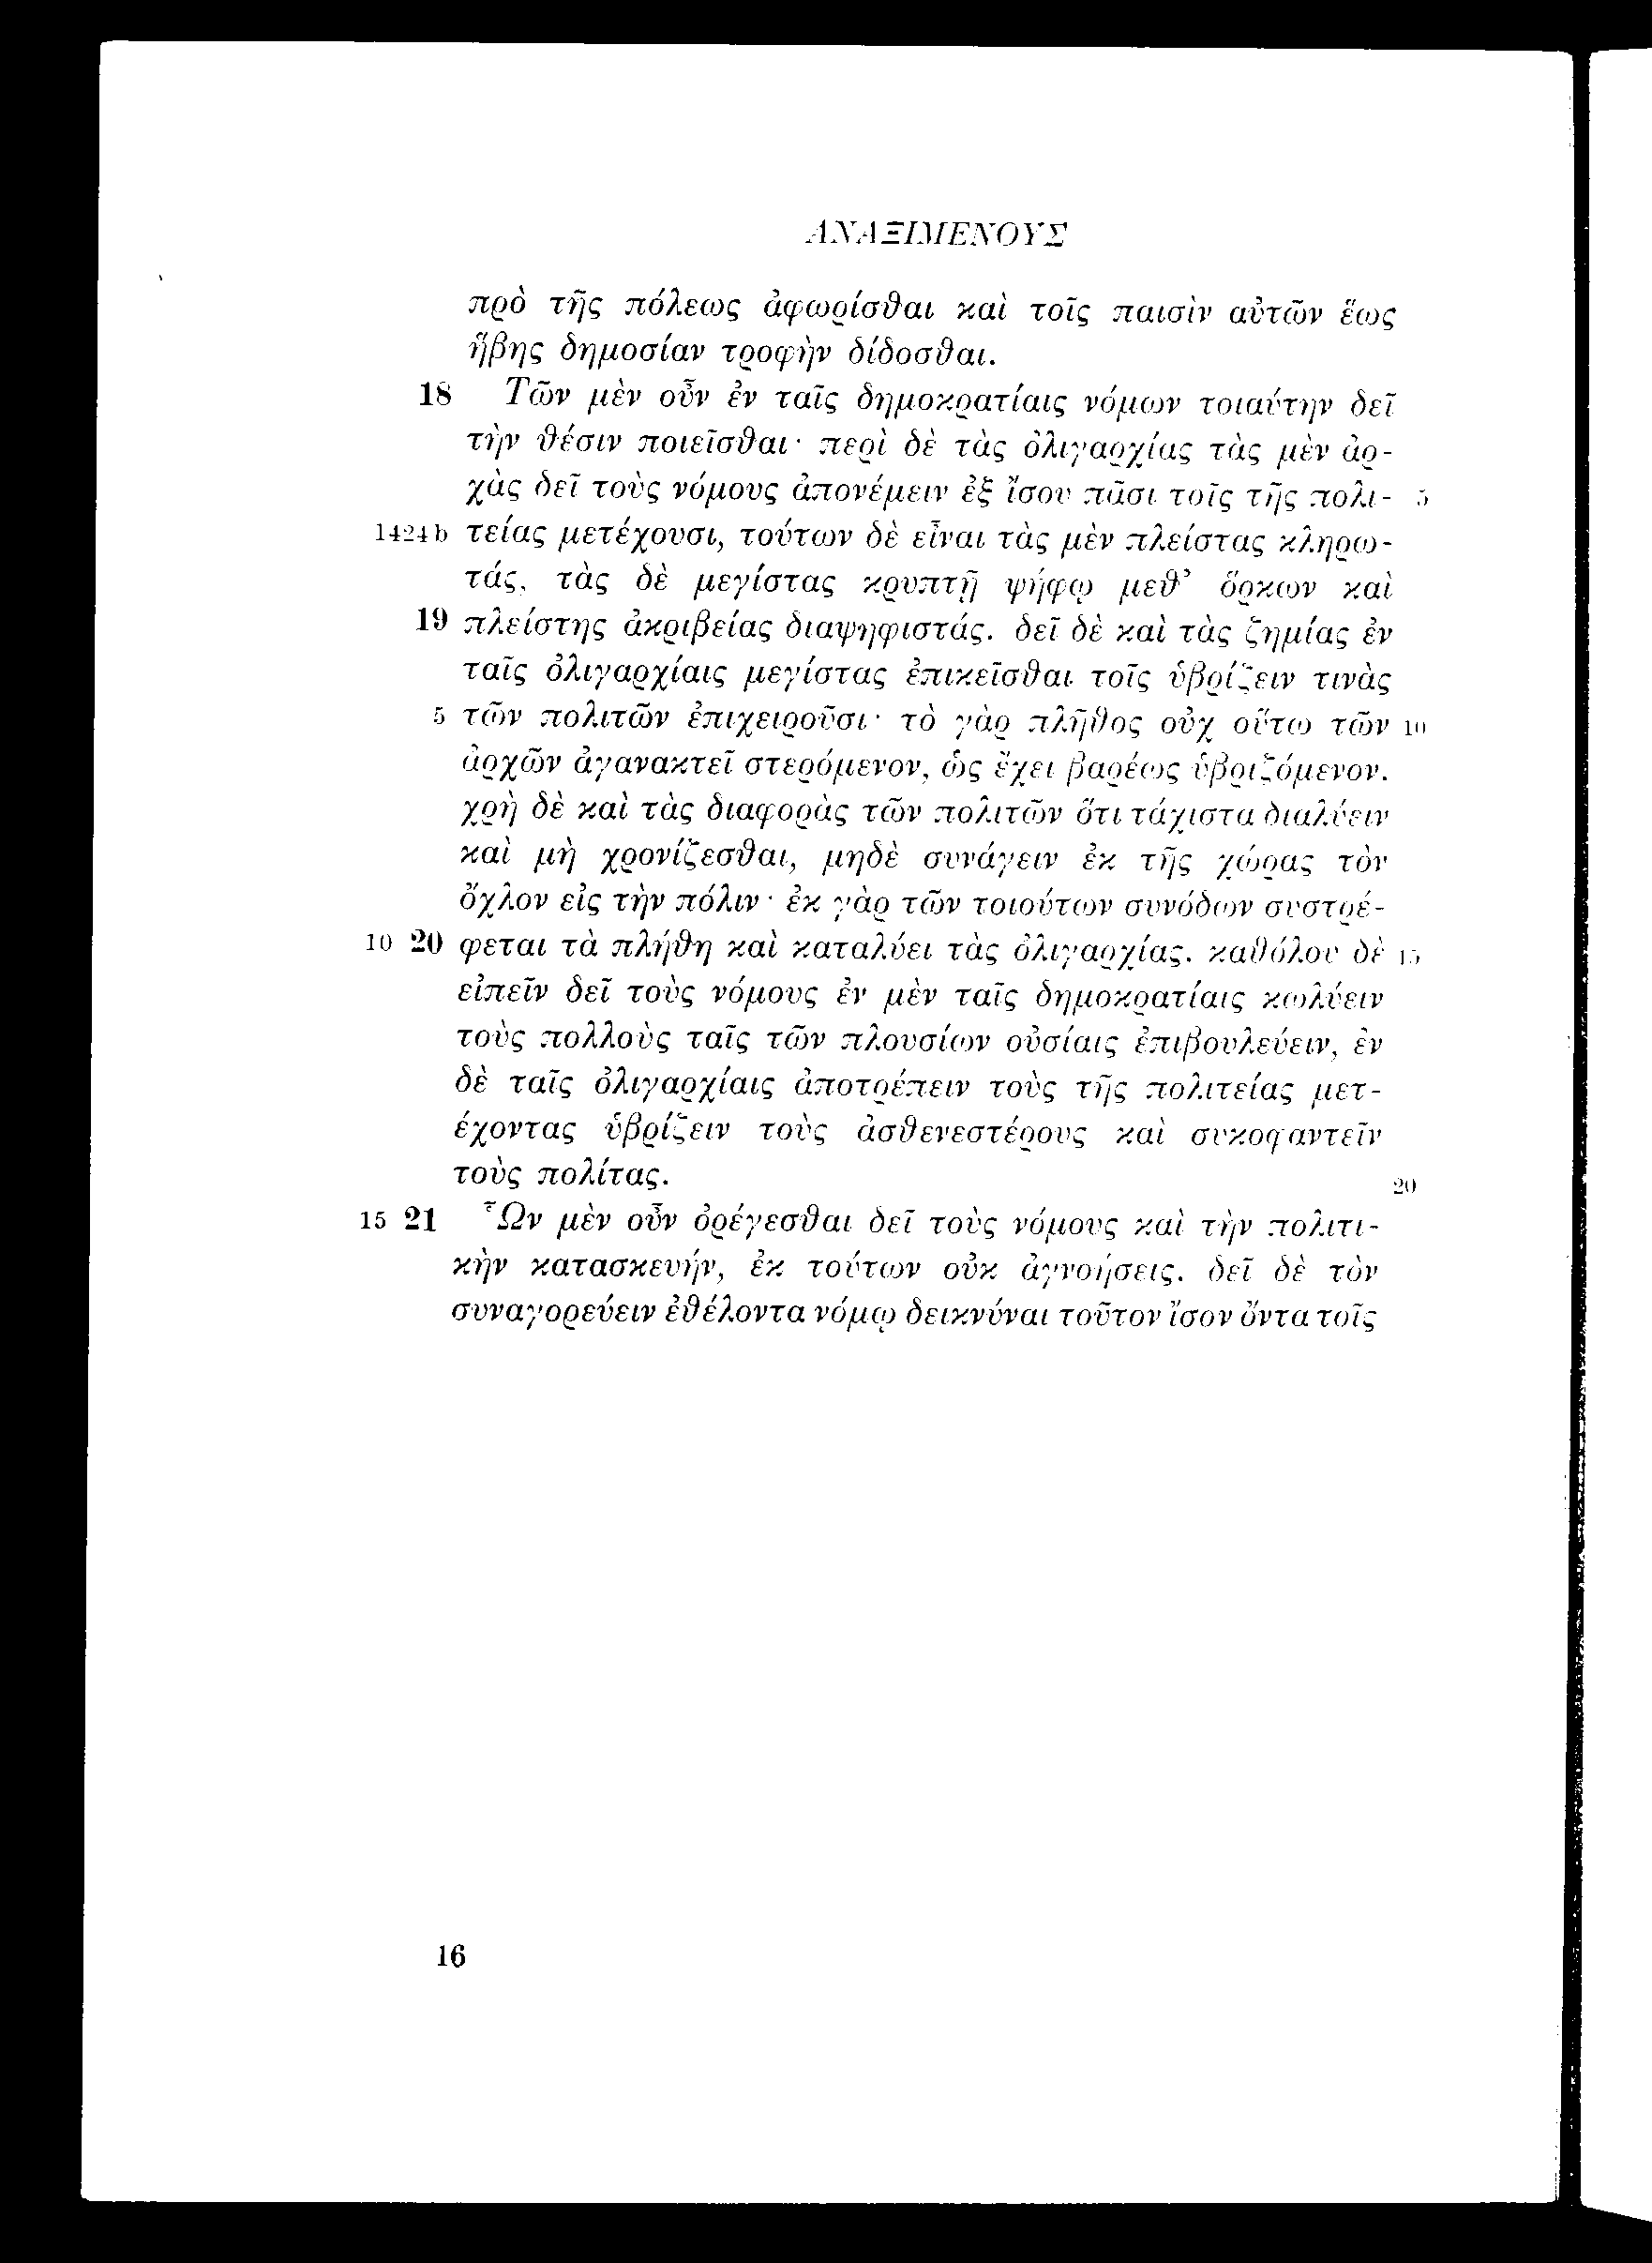 ΑΝΑΞΙΜΕΝΟΥΣ
πρὸ τῆς πόλεως ἀφωρίσθαι καὶ τοῖς παισὶν αὐτῶν ἕως
ἥβης δημοσίαν τροφὴν δίδοσθαι.
18 Τῶν μὲν οὖν ἐν ταῖς δημοκρατίαις νόμων τοιαύτην δεῖ
τὴν θέσιν ποιεῖσθαι· περὶ δὲ τὰς ὀλιγαρχίας τὰς μὲν ἀρ-
χὰς δεῖ τοὺς νόμους ἀπονέμειν ἐξ ἴσου πᾶσι τοῖς τῆς πολι- 5
1424b τείας μετέχουσι, τούτων δὲ εἶναι τὰς μὲν πλείστας κληρω-
τάς, τὰς δὲ μεγίστας κρυπτῇ ψήφῳ μεθ’ ὅρκων καὶ
19 πλείστης ἀκριβείας διαψηφιστάς. δεῖ δὲ καὶ τὰς ζημίας ἐν
ταῖς ὀλιγαρχίαις μεγίστας ἐπικεῖσθαι τοῖς ὑβρίζειν τινὰς
5 τῶν πολιτῶν ἐπιχειροῦσι· τὸ γὰρ πλῆθος οὐχ οὕτω τῶν 10
ἀρχῶν ἀγανακτεῖ στερόμενον, ὡς ἔχει βαρέως ὑβριζόμενον.
χρὴ δὲ καὶ τὰς διαφορὰς τῶν πολιτῶν ὅτι τάχιστα διαλύειν
καὶ μὴ χρονίζεσθαι, μηδὲ συνάγειν ἐκ τῆς χώρας τὸν
ὄχλον εἰς τὴν πόλιν· ἐκ γὰρ τῶν τοιούτων συνόδων συστρέ-
10 20 φεται τὰ πλήθη καὶ καταλύει τὰς ὀλιγαρχίας. καθόλου δὲ 15
εἰπεῖν δεῖ τοὺς νόμους ἐν μὲν ταῖς δημοκρατίαις κωλύειν
τοὺς πολλοὺς ταῖς τῶν πλουσίων οὐσίαις ἐπιβουλεύειν, ἐν
δὲ ταῖς ὀλιγαρχίαις ἀποτρέπειν τοὺς τῆς πολιτείας μετ-
έχοντας ὑβρίζειν τοὺς ἀσθενεστέρους καὶ συκοφαντεῖν
τοὺς πολίτας. 20
15 21 Ὧν μὲν οὖν ὀρέγεσθαι δεῖ τοὺς νόμους καὶ τὴν πολιτι-
κὴν κατασκευήν, ἐκ τούτων οὐκ ἀγνοήσεις. δεῖ δὲ τὸν
συναγορεύειν ἐθέλοντα νόμῳ δεικνύναι τοῦτον ἴσον ὄντα τοῖς
16